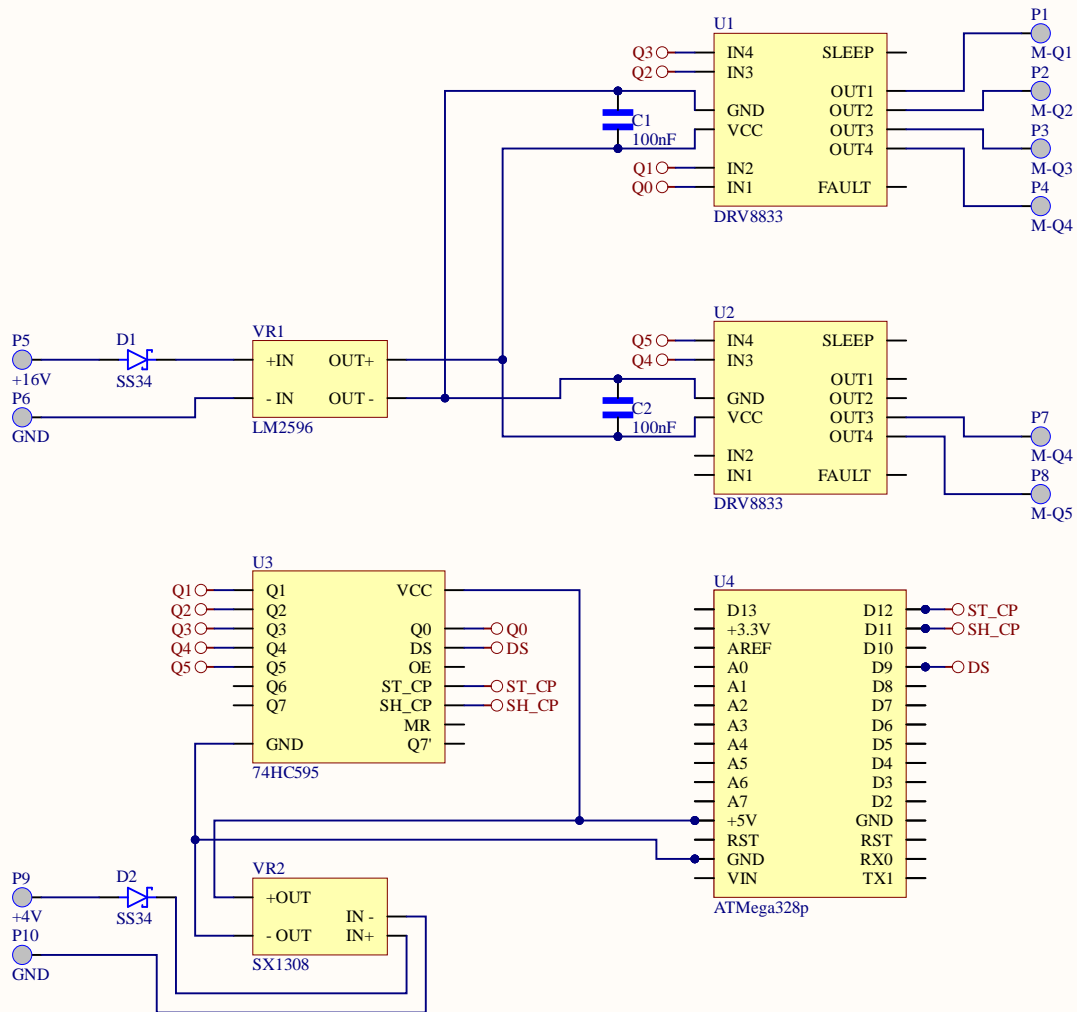 U1
Q3 IN4 SLEEP
Q2 IN3
OUT1
GND OUT2
VCC OUT3
OUT4
Q1 IN2
Q0 IN1 FAULT
DRV8833
C1
100nF
P1
M-Q1
P2
M-Q2
P3
M-Q3
P4
M-Q4
P5
+16V
P6
GND
D1
SS34
VR1
+IN OUT+
- IN OUT -
LM2596
U2
Q5 IN4 SLEEP
Q4 IN3
OUT1
GND OUT2
VCC OUT3
OUT4
IN2
IN1 FAULT
DRV8833
C2
100nF
P7
M-Q4
P8
M-Q5
U3
Q1 Q1 VCC
Q2 Q2
Q3 Q3 Q0 Q0
Q4 Q4 DS DS
Q5 Q5 OE
Q6 ST_CP ST_CP
Q7 SH_CP SH_CP
MR
GND Q7'
74HC595
U4
D13 D12 ST_CP
+3.3V D11 SH_CP
AREF D10
A0 D9 DS
A1 D8
A2 D7
A3 D6
A4 D5
A5 D4
A6 D3
A7 D2
+5V GND
RST RST
GND RX0
VIN TX1
ATMega328p
P9
+4V
P10
GND
D2
SS34
VR2
+OUT
IN -
- OUT IN+
SX1308